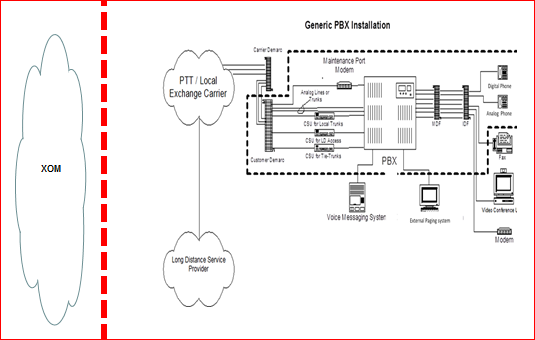 Generic PBX Installation
Carrier Demarc
Maintenance Port
Modem
PTT / Local
Exchange Carrier
Analog Lines or
Trunks
Digital Phone
Analog Phone
CSU for Local Trunks
CSU for LD Access
CSU for Tie-Trunks
MDF
IDF
Customer Demarc
PBX
Fax
XOM
Voice Messaging System
External Paging system
Video Conference U
Modem
Long Distance Service
Provider